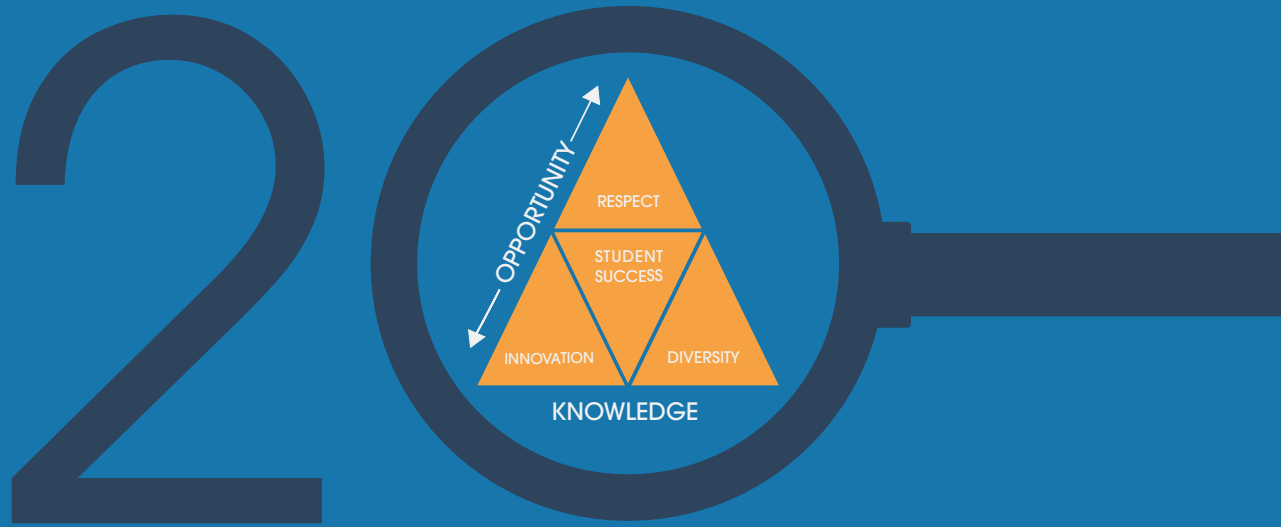 20
OPPORTUNITY
RESPECT
STUDENT
SUCCESS
INNOVATION
DIVERSITY
KNOWLEDGE